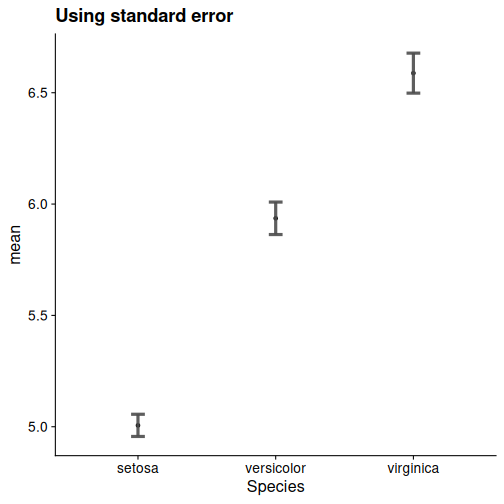 Using standard error
6.5
6.0
5.5
5.0
mean
setosa versicolor virginica
Species